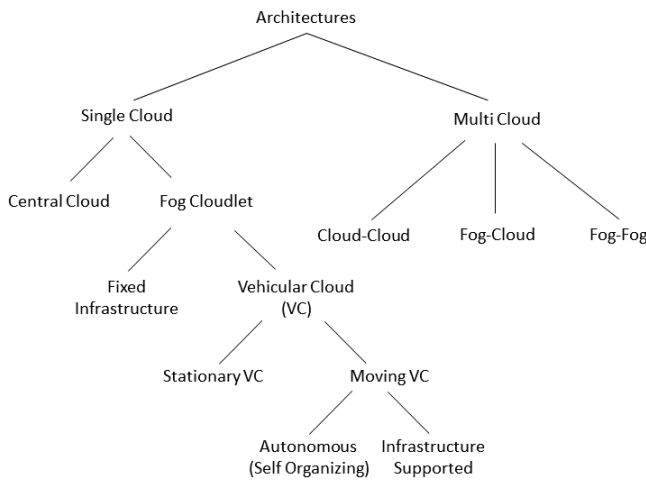 Architectures
Single Cloud
Multi Cloud
Central Cloud
Fog Cloudlet
Cloud-Cloud
Fog-Cloud
Fog-Fog
Fixed
Infrastructure
Vehicular Cloud
(VC)
Stationary VC
Moving VC
Autonomous
(Self Organizing)
Infrastructure
Supported